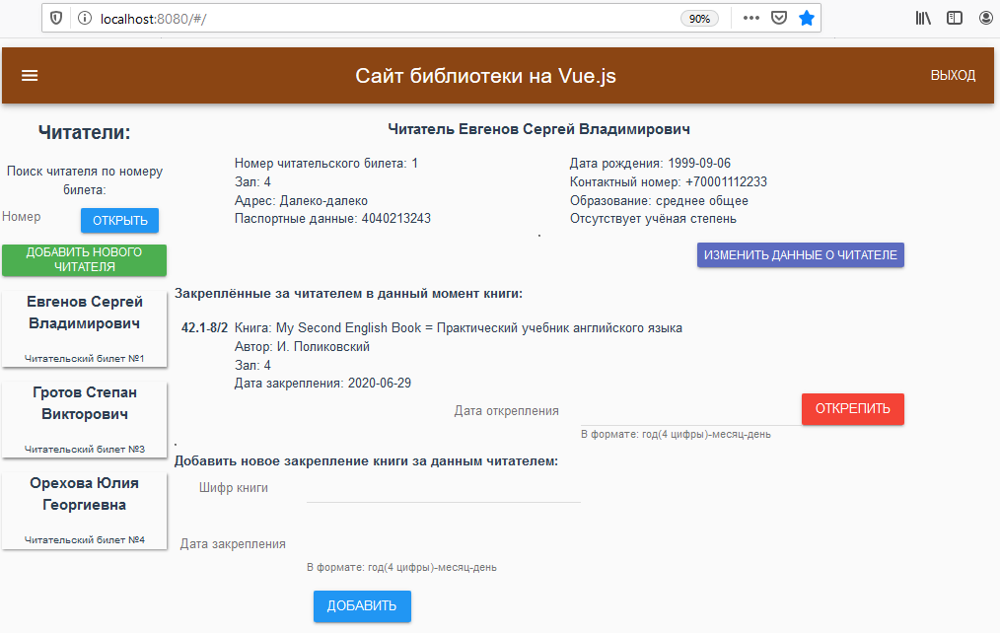 localhost:8080/#/
90%
Сайт библиотеки на Vue.js
ВЫХОД
Читатели:
Поиск читателя по номеру
билета:
Номер
ОТКРЫТЬ
ДОБАВИТЬ НОВОГО
ЧИТАТЕЛЯ
Евгенов Сергей
Владимирович
Читательский билет №1
Гротов Степан
Викторович
Читательский билет №3
Орехова Юлия
Георгиевна
Читательский билет №4
Читатель Евгенов Сергей Владимирович
Номер читательского билета: 1
Зал: 4
Адрес: Далеко-далеко
Паспортные данные: 4040213243
Дата рождения: 1999-09-06
Контактный номер: +70001112233
Образование: среднее общее
Отсутствует учёная степень
.
ИЗМЕНИТЬ ДАННЫЕ О ЧИТАТЕЛЕ
Закреплённые за читателем в данный момент книги:
42.1-8/2 Книга: My Second English Book = Практический учебник английского языка
Автор: И. Поликовский
Зал: 4
Дата закрепления: 2020-06-29
Дата открепления
ОТКРЕПИТЬ
В формате: год(4 цифры)-месяц-день
.
Добавить новое закрепление книги за данным читателем:
Шифр книги
Дата закрепления
В формате: год(4 цифры)-месяц-день
ДОБАВИТЬ